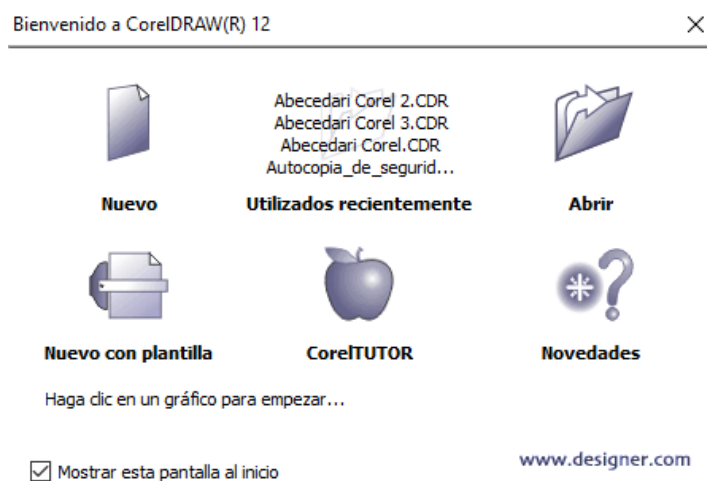 Bienvenido a CorelDRAW(R) 12
Abecedari Corel 2.CDR
Abecedari Corel 3.CDR
Abecedari Corel.CDR
Autocopia_de_segurid...
Nuevo
Utilizados recientemente
Abrir
Nuevo con plantilla
CorelTUTOR
Novedades
Haga clic en un gráfico para empezar...
Mostrar esta pantalla al inicio
www.designer.com